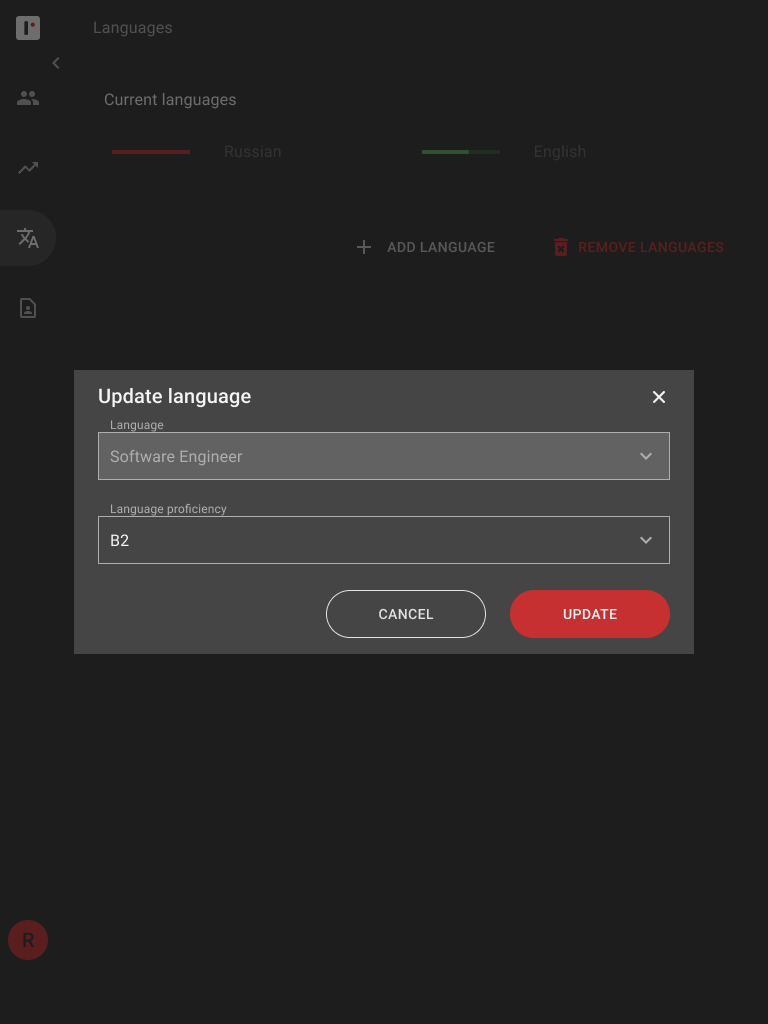 Languages
Current languages
Russian
English
ADD LANGUAGE
REMOVE LANGUAGES
Update language
Language
Software Engineer
Language proficiency
B2
CANCEL
UPDATE
R